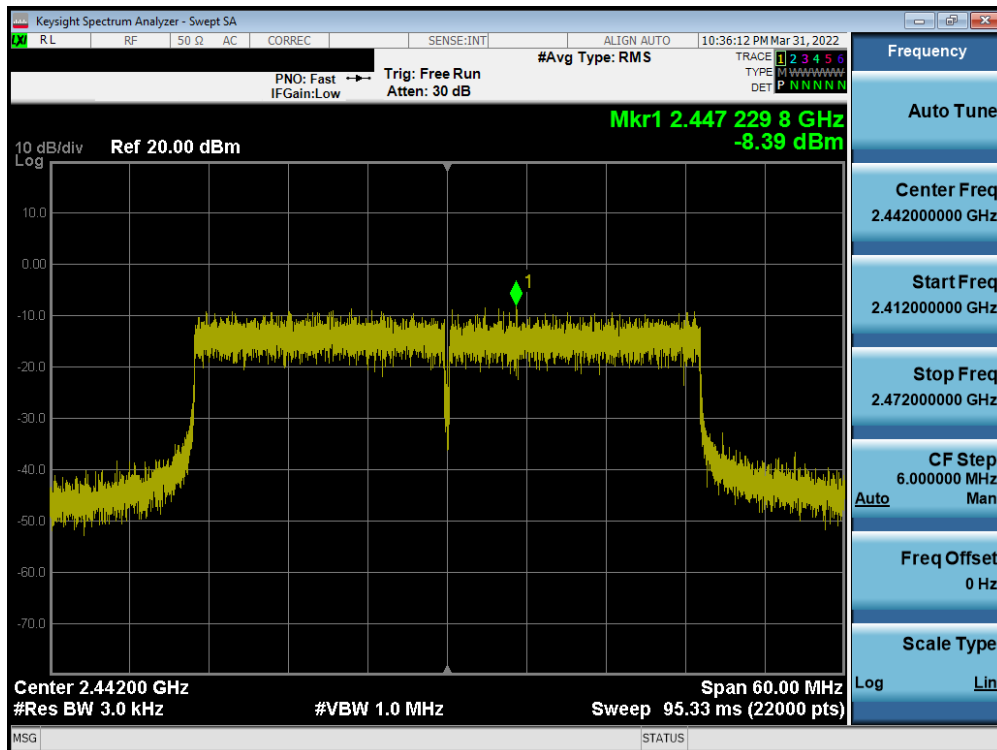 Keysight Spectrum Analyzer - Swept SA
LXI RL RF 50 Ω AC CORREC SENSE:INT ALIGN AUTO 10:36:12 PM Mar 31, 2022
#Avg Type: RMS TRACE 1 2 3 4 5 6
PNO: Fast Trig: Free Run TYPE M WWWWW
IFGain:Low Atten: 30 dB DET P N N N N N
Mkr1 2.447 229 8 GHz
-8.39 dBm
10 dB/div Ref 20.00 dBm
Log
1
10.0
0.00
-10.0
-20.0
-30.0
-40.0
-50.0
-60.0
-70.0
Center 2.44200 GHz Span 60.00 MHz
#Res BW 3.0 kHz #VBW 1.0 MHz Sweep 95.33 ms (22000 pts)
MSG STATUS
Frequency
Auto Tune
Center Freq
2.442000000 GHz
Start Freq
2.412000000 GHz
Stop Freq
2.472000000 GHz
CF Step
6.000000 MHz
Auto Man
Freq Offset
0 Hz
Scale Type
Log Lin